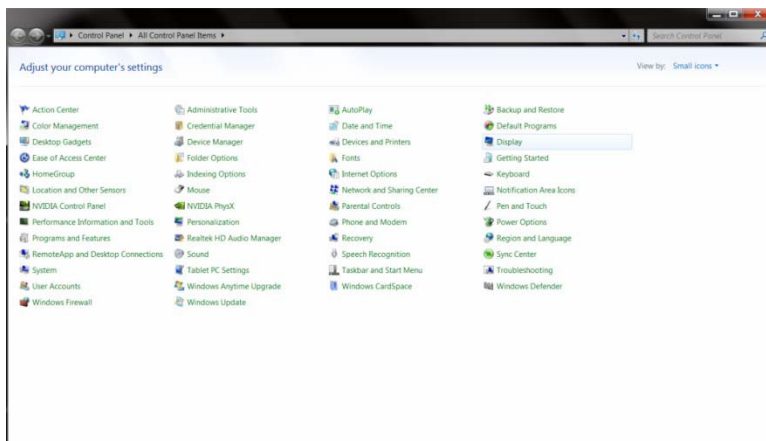 Control Panel ▸ All Control Panel Items ▸ Search Control Panel
Adjust your computer's settings View by: Small icons
Action Center Administrative Tools AutoPlay Backup and Restore
Color Management Credential Manager Date and Time Default Programs
Desktop Gadgets Device Manager Devices and Printers Display
Ease of Access Center Folder Options Fonts Getting Started
HomeGroup Indexing Options Internet Options Keyboard
Location and Other Sensors Mouse Network and Sharing Center Notification Area Icons
NVIDIA Control Panel NVIDIA PhysX Parental Controls Pen and Touch
Performance Information and Tools Personalization Phone and Modem Power Options
Programs and Features Realtek HD Audio Manager Recovery Region and Language
RemoteApp and Desktop Connections Sound Speech Recognition Sync Center
System Tablet PC Settings Taskbar and Start Menu Troubleshooting
User Accounts Windows Anytime Upgrade Windows CardSpace Windows Defender
Windows Firewall Windows Update